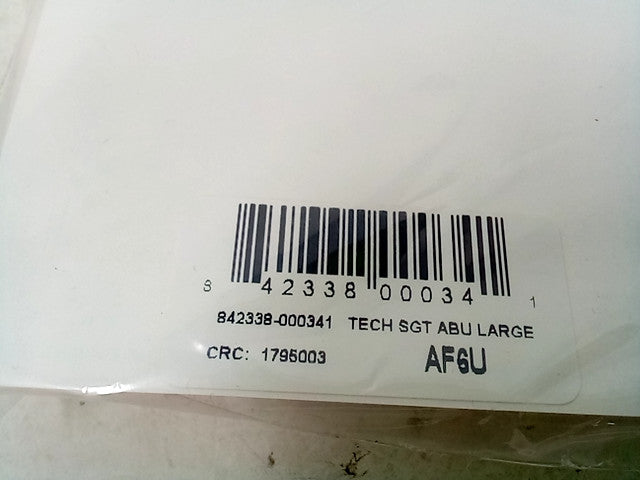 8 42338 00034 1
842338-000341 TECH SGT ABU LARGE
CRC: 1795003 AF6U